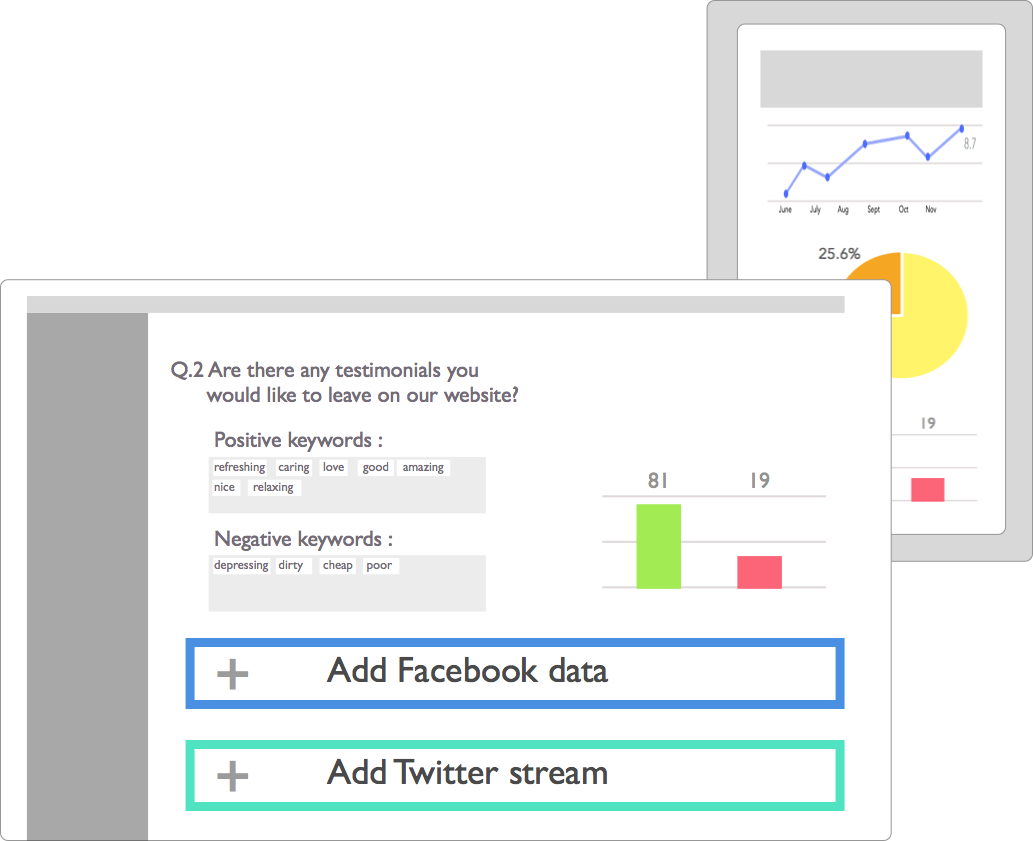 8.7
June July Aug Sept Oct Nov
25.6%
19
Q.2 Are there any testimonials you
would like to leave on our website?
Positive keywords :
refreshing caring love good amazing
nice relaxing
Negative keywords :
depressing dirty cheap poor
81 19
+ Add Facebook data
+ Add Twitter stream